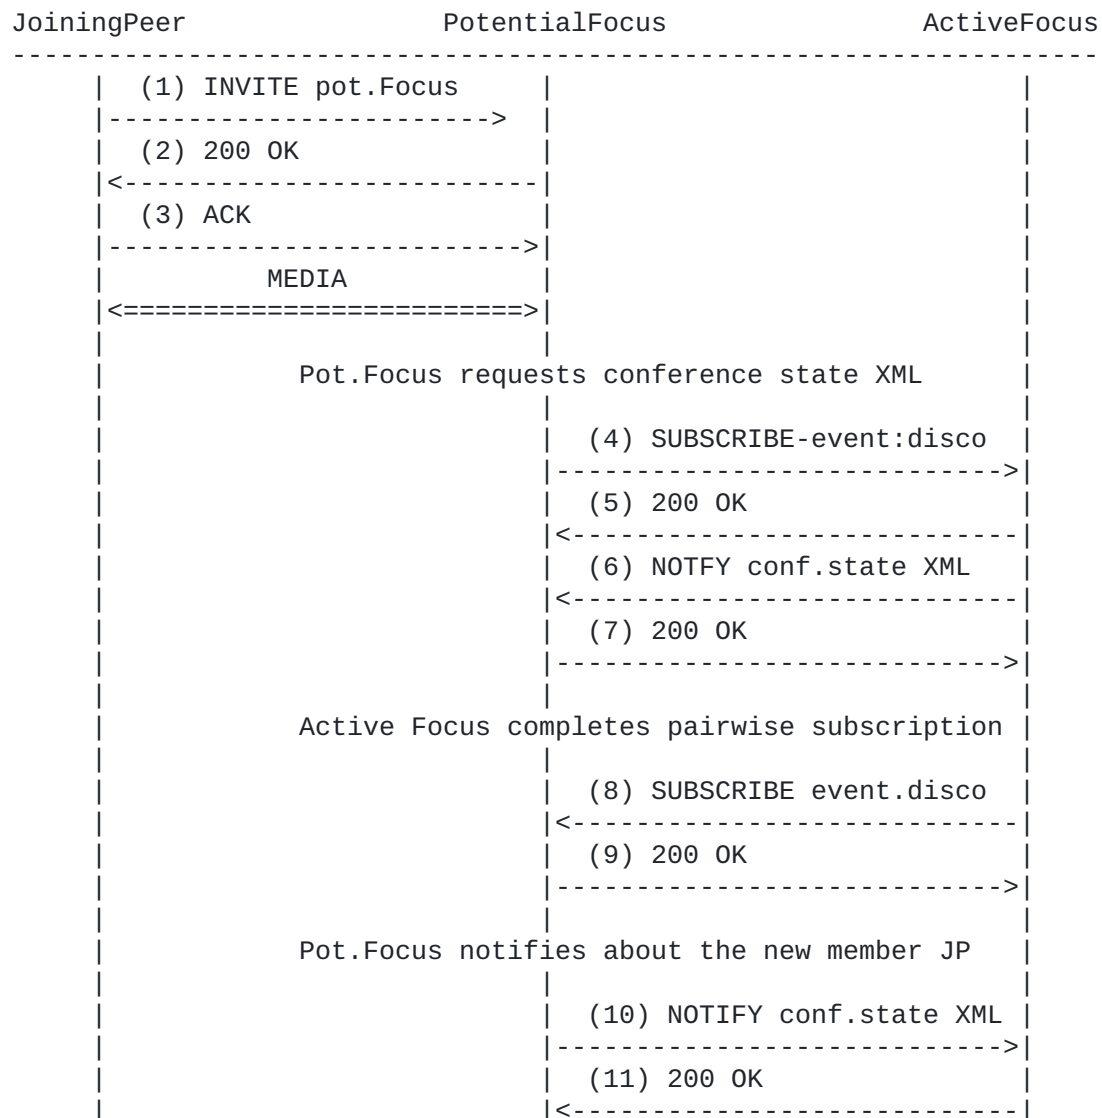 JoiningPeer                PotentialFocus                ActiveFocus
--------------------------------------------------------------------
     |  (1) INVITE pot.Focus     |                             |
     |------------------------>  |                             |
     |  (2) 200 OK               |                             |
     |<--------------------------|                             |
     |  (3) ACK                  |                             |
     |-------------------------->|                             |
     |          MEDIA            |                             |
     |<=========================>|                             |
     |                           |                             |
     |            Pot.Focus requests conference state XML      |
     |                           |                             |
     |                           |  (4) SUBSCRIBE-event:disco  |
     |                           |---------------------------->|
     |                           |  (5) 200 OK                 |
     |                           |<----------------------------|
     |                           |  (6) NOTFY conf.state XML   |
     |                           |<----------------------------|
     |                           |  (7) 200 OK                 |
     |                           |---------------------------->|
     |                           |                             |
     |            Active Focus completes pairwise subscription |
     |                           |                             |
     |                           |  (8) SUBSCRIBE event.disco  |
     |                           |<----------------------------|
     |                           |  (9) 200 OK                 |
     |                           |---------------------------->|
     |                           |                             |
     |            Pot.Focus notifies about the new member JP   |
     |                           |                             |
     |                           |  (10) NOTIFY conf.state XML |
     |                           |---------------------------->|
     |                           |  (11) 200 OK                |
     |                           |<----------------------------|